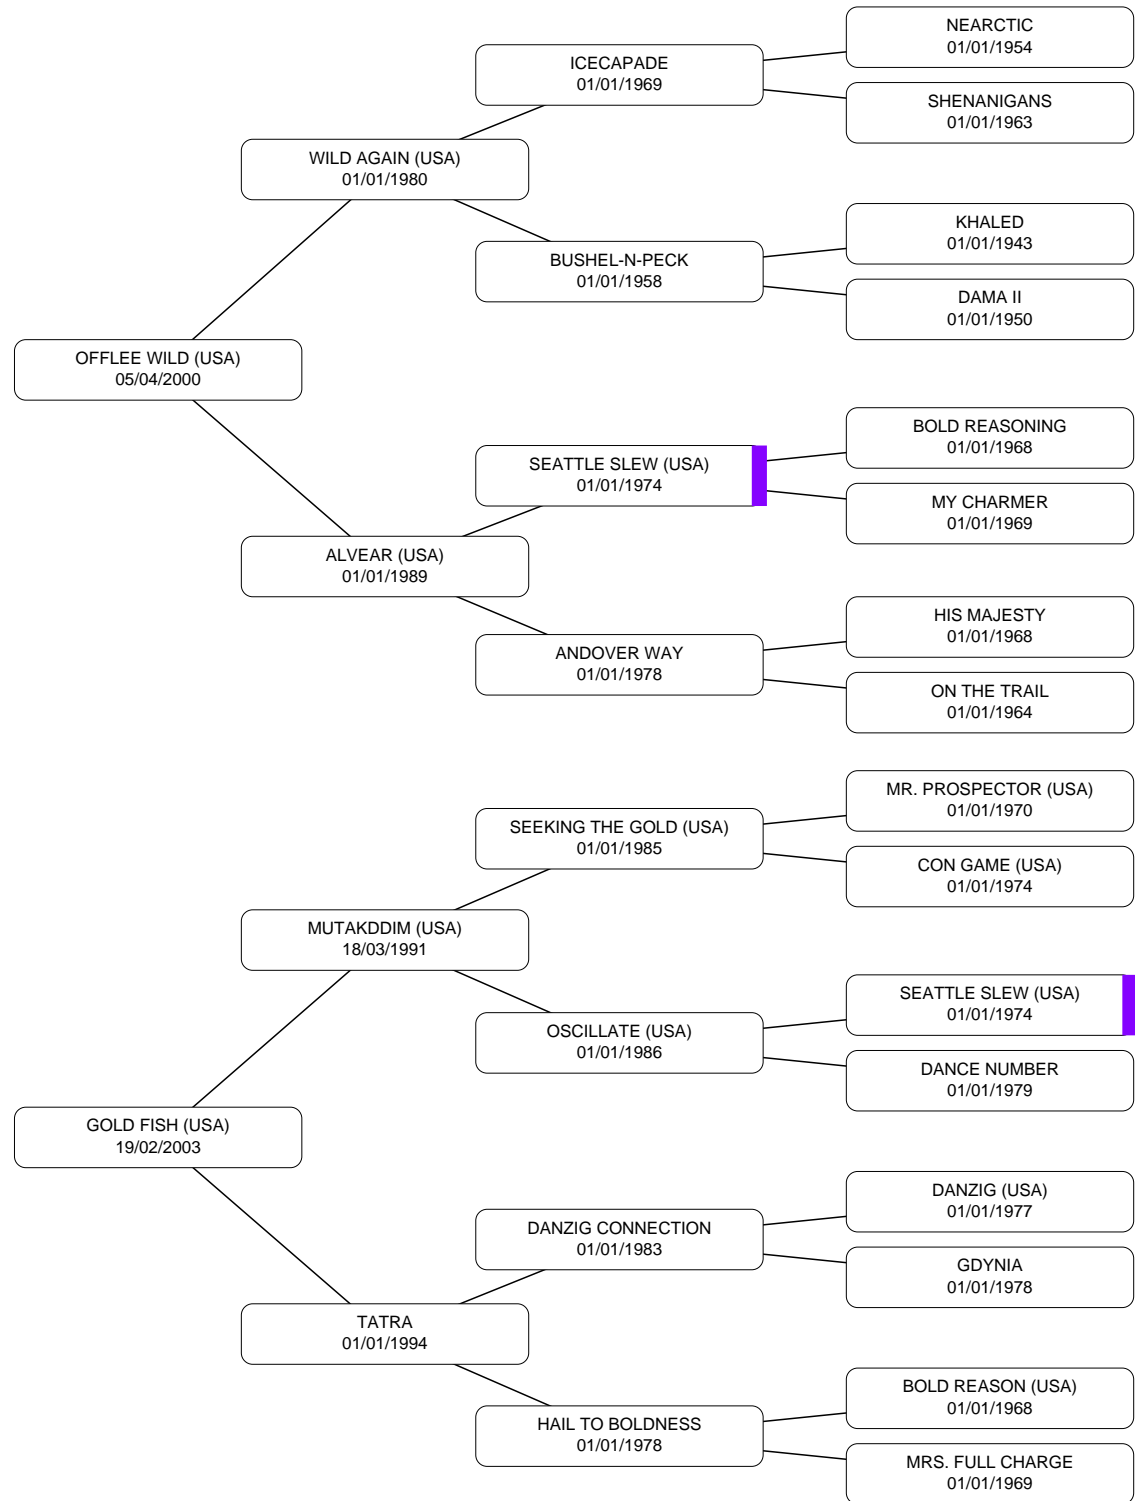 NEARCTIC
01/01/1954
ICECAPADE
01/01/1969
SHENANIGANS
01/01/1963
WILD AGAIN (USA)
01/01/1980
KHALED
01/01/1943
BUSHEL-N-PECK
01/01/1958
DAMA II
01/01/1950
OFFLEE WILD (USA)
05/04/2000
BOLD REASONING
01/01/1968
SEATTLE SLEW (USA)
01/01/1974
MY CHARMER
01/01/1969
ALVEAR (USA)
01/01/1989
HIS MAJESTY
01/01/1968
ANDOVER WAY
01/01/1978
ON THE TRAIL
01/01/1964
MR. PROSPECTOR (USA)
01/01/1970
SEEKING THE GOLD (USA)
01/01/1985
CON GAME (USA)
01/01/1974
MUTAKDDIM (USA)
18/03/1991
SEATTLE SLEW (USA)
01/01/1974
OSCILLATE (USA)
01/01/1986
DANCE NUMBER
01/01/1979
GOLD FISH (USA)
19/02/2003
DANZIG (USA)
01/01/1977
DANZIG CONNECTION
01/01/1983
GDYNIA
01/01/1978
TATRA
01/01/1994
BOLD REASON (USA)
01/01/1968
HAIL TO BOLDNESS
01/01/1978
MRS. FULL CHARGE
01/01/1969